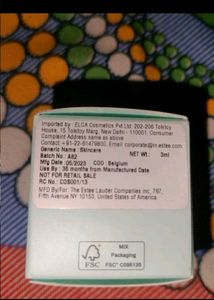 Imported by : ELCA Cosmetics Pvt Ltd. 202-206 Tolstoy
House, 15 Tolstoy Marg, New Delhi - 110001. Consumer
Complaint Address same as above
Contact: +91-22-61479800, Email corporate@in.estee.com
Generic Name : Skincare
Batch No : A82 NET Wt: 3ml
Mfg Date : 05/2023 COO : Belgium
Use By : 36 months from Manufactured Date
NOT FOR RETAIL SALE
RC No : COS001/13
MFD By/For: The Estee Lauder Companies Inc, 767,
Fifth Avenue NY 10153, United States of America
FSC
MIX
Packaging
FSC® C086135